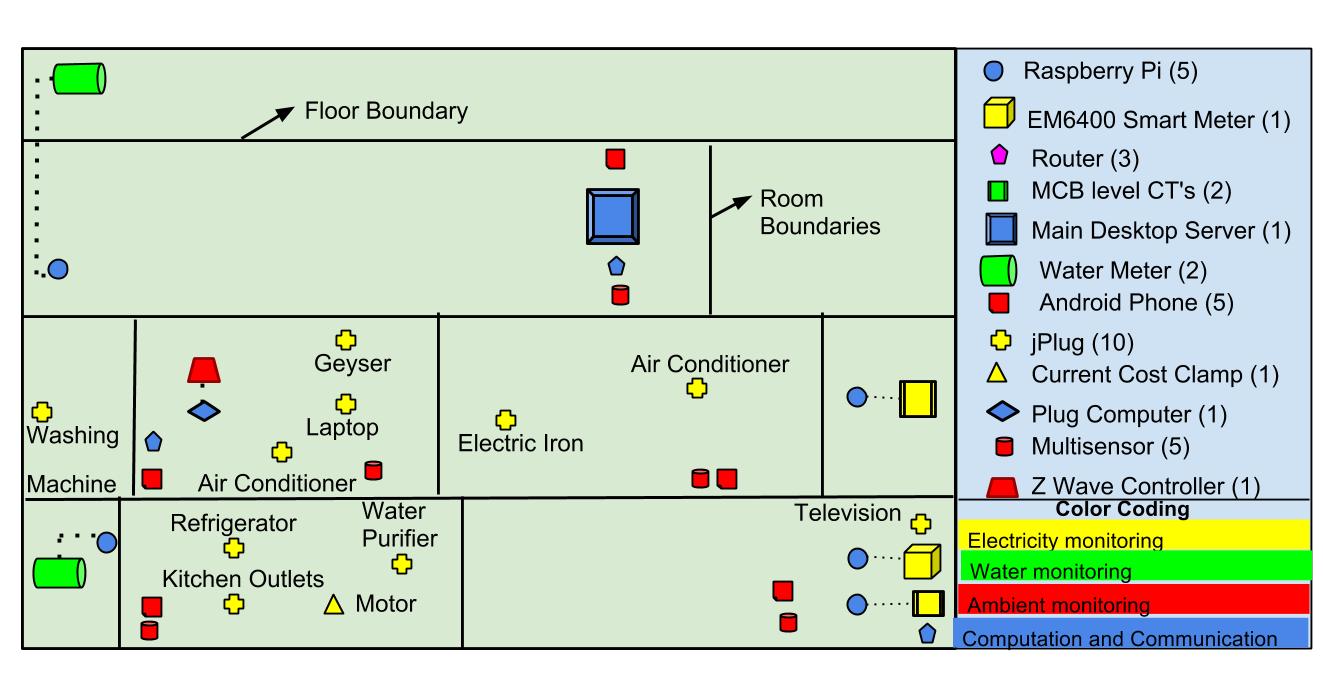 Floor Boundary
Room
Boundaries
Geyser
Air Conditioner
Laptop
Washing
Electric Iron
Machine
Air Conditioner
Refrigerator
Water
Purifier
Television
Kitchen Outlets
Motor
Raspberry Pi (5)
EM6400 Smart Meter (1)
Router (3)
MCB level CT's (2)
Main Desktop Server (1)
Water Meter (2)
Android Phone (5)
jPlug (10)
Current Cost Clamp (1)
Plug Computer (1)
Multisensor (5)
Z Wave Controller (1)
Color Coding
Electricity monitoring
Water monitoring
Ambient monitoring
Computation and Communication